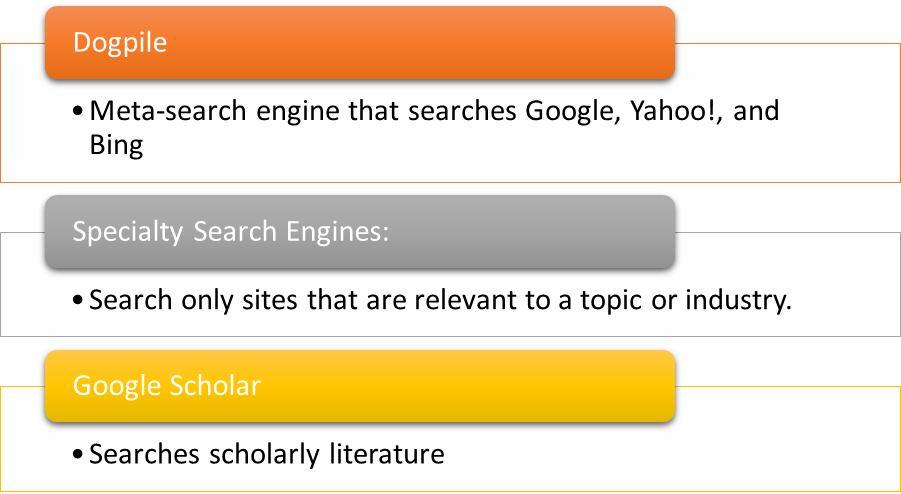 Dogpile
• Meta-search engine that searches Google, Yahoo!, and
Bing
Specialty Search Engines:
• Search only sites that are relevant to a topic or industry.
Google Scholar
• Searches scholarly literature